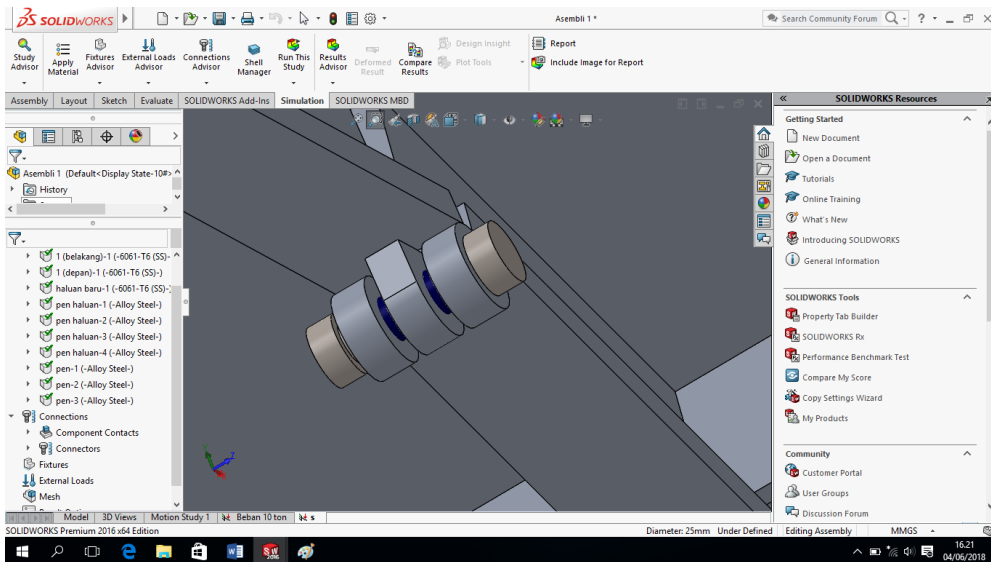 SOLIDWORKS
Asembli 1 *
Search Community Forum
Study Advisor
Apply Material
Fixtures Advisor
External Loads Advisor
Connections Advisor
Shell Manager
Run This Study
Results Advisor
Deformed Result
Compare Results
Design Insight
Plot Tools
Report
Include Image for Report
Assembly Layout Sketch Evaluate SOLIDWORKS Add-Ins Simulation SOLIDWORKS MBD
Asembli 1 (Default<Display State-10#>
History
1 (belakang)-1 (-6061-T6 (SS)-
1 (depan)-1 (-6061-T6 (SS)-)
haluan baru-1 (-6061-T6 (SS)-
pen haluan-1 (-Alloy Steel-)
pen haluan-2 (-Alloy Steel-)
pen haluan-3 (-Alloy Steel-)
pen haluan-4 (-Alloy Steel-)
pen-1 (-Alloy Steel-)
pen-2 (-Alloy Steel-)
pen-3 (-Alloy Steel-)
Connections
Component Contacts
Connectors
Fixtures
External Loads
Mesh
Y
Z
SOLIDWORKS Resources
Getting Started
New Document
Open a Document
Tutorials
Online Training
What's New
Introducing SOLIDWORKS
General Information
SOLIDWORKS Tools
Property Tab Builder
SOLIDWORKS Rx
Performance Benchmark Test
Compare My Score
Copy Settings Wizard
My Products
Community
Customer Portal
User Groups
Discussion Forum
Model 3D Views Motion Study 1 Beban 10 ton s
SOLIDWORKS Premium 2016 x64 Edition
Diameter: 25mm Under Defined Editing Assembly MMGS
16.21
04/06/2018